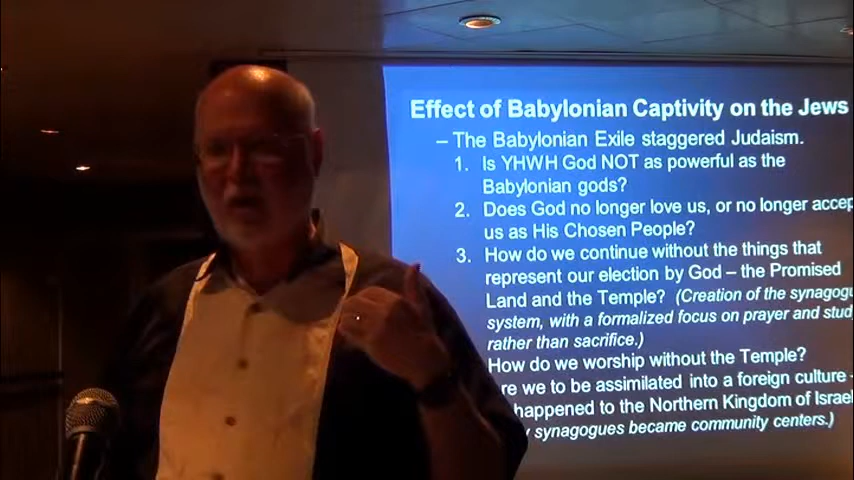 Effect of Babylonian Captivity on the Jews
– The Babylonian Exile staggered Judaism.
1. Is YHWH God NOT as powerful as the
Babylonian gods?
2. Does God no longer love us, or no longer
us as His Chosen People?
3. How do we continue without the things that
represent our election by God – the Promised
Land and the Temple? (Creation of the
system, with a formalized focus on prayer and
rather than sacrifice.)
How do we worship without the Temple?
we to be assimilated into a foreign culture –
happened to the Northern Kingdom of
synagogues became community centers.)